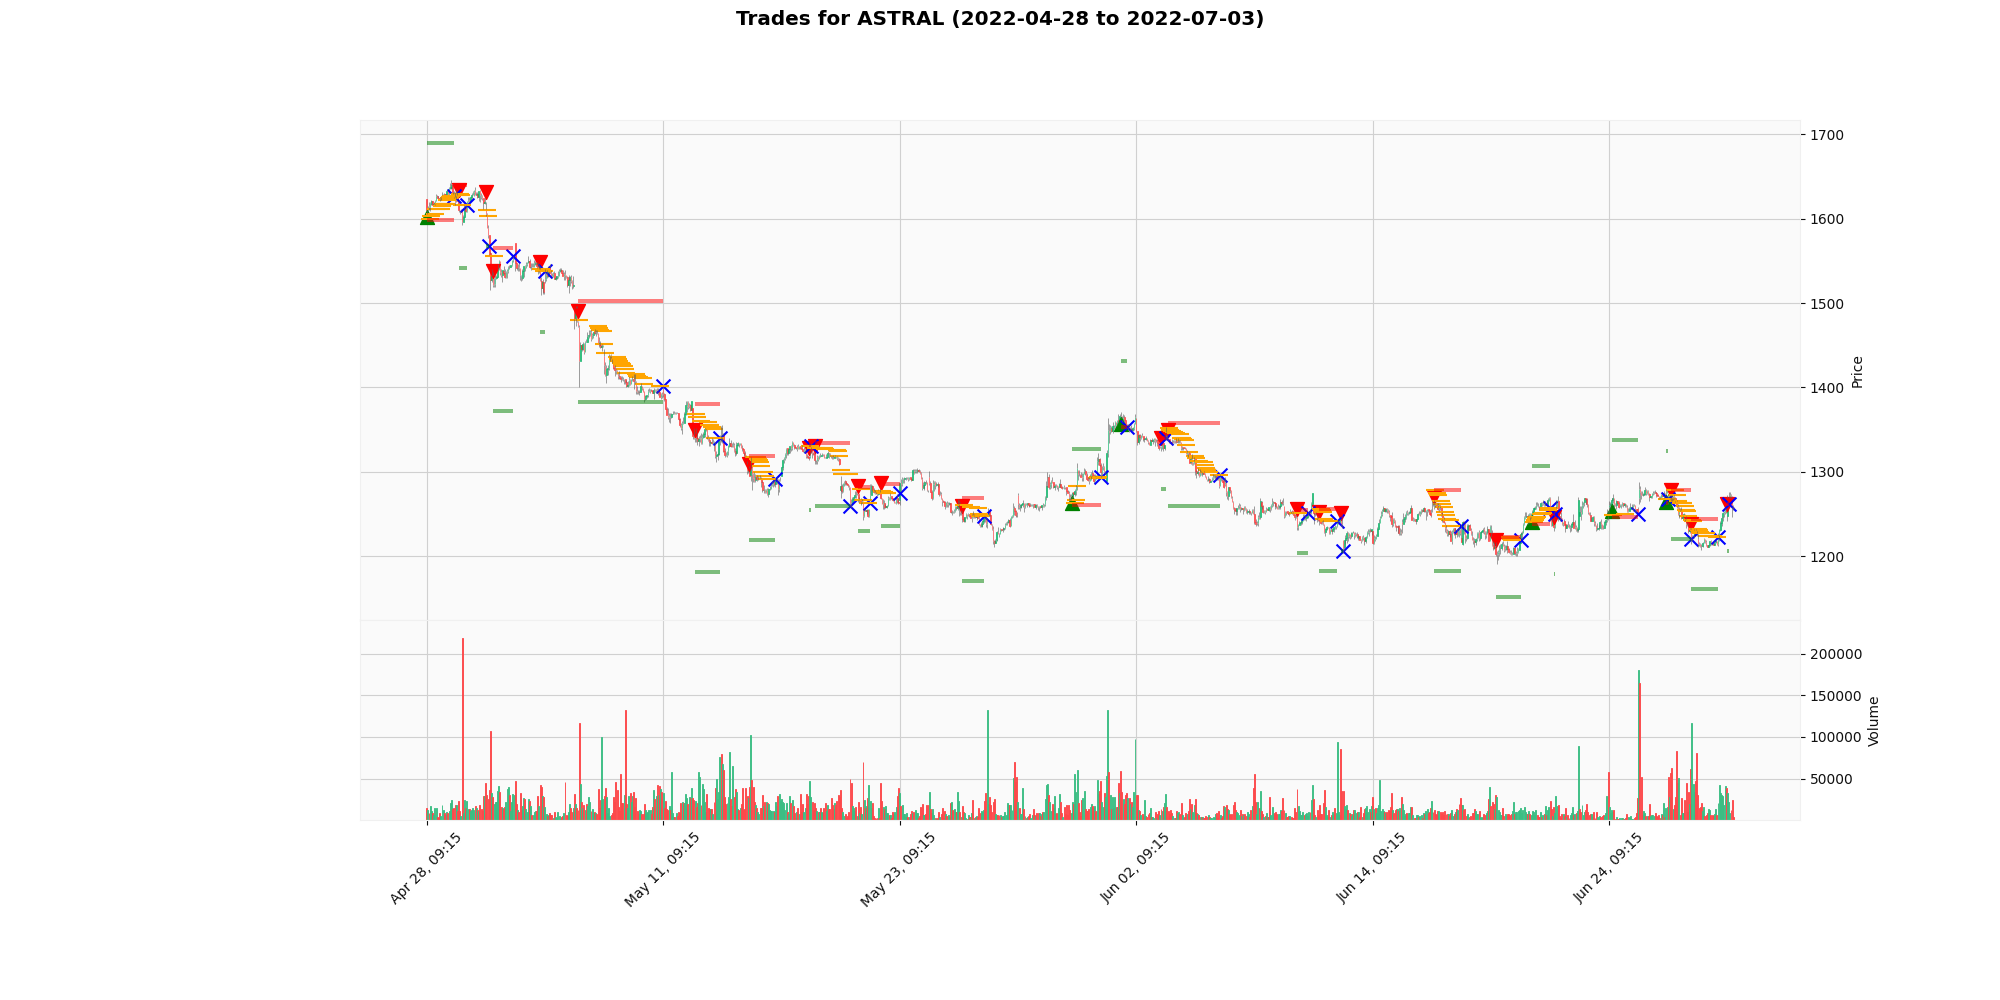 Trades for ASTRAL (2022-04-28 to 2022-07-03)
1700
1600
1500
1400
1300
1200
Price
200000
150000
100000
50000
Volume
Apr 28, 09:15
May 11, 09:15
May 23, 09:15
Jun 02, 09:15
Jun 14, 09:15
Jun 24, 09:15